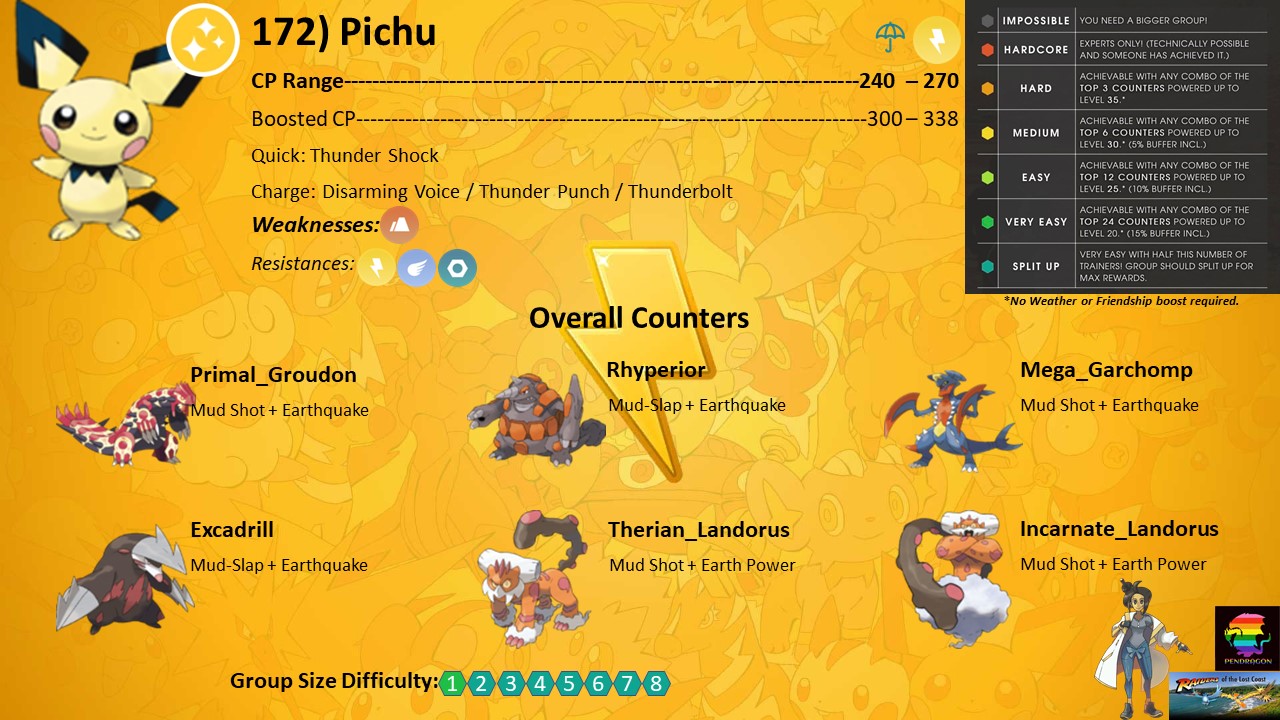 172) Pichu
CP Range------------------------------------------------------------------------240 – 270
Boosted CP------------------------------------------------------------------------300 – 338
Quick: Thunder Shock
Charge: Disarming Voice / Thunder Punch / Thunderbolt
Weaknesses:
Resistances:
IMPOSSIBLE YOU NEED A BIGGER GROUP!
HARDCORE EXPERTS ONLY! (TECHNICALLY POSSIBLE
AND SOMEONE HAS ACHIEVED IT.)
HARD ACHIEVABLE WITH ANY COMBO OF THE
TOP 3 COUNTERS POWERED UP TO
LEVEL 35.*
MEDIUM ACHIEVABLE WITH ANY COMBO OF THE
TOP 6 COUNTERS POWERED UP TO
LEVEL 30.* (5% BUFFER INCL.)
EASY ACHIEVABLE WITH ANY COMBO OF THE
TOP 12 COUNTERS POWERED UP TO
LEVEL 25.* (10% BUFFER INCL.)
VERY EASY ACHIEVABLE WITH ANY COMBO OF THE
TOP 24 COUNTERS POWERED UP TO
LEVEL 20.* (15% BUFFER INCL.)
SPLIT UP VERY EASY WITH HALF THIS NUMBER OF
TRAINERS! GROUP SHOULD SPLIT UP FOR
MAX REWARDS.
*No Weather or Friendship boost required.
Overall Counters
Primal_Groudon
Mud Shot + Earthquake
Rhyperior
Mud-Slap + Earthquake
Mega_Garchomp
Mud Shot + Earthquake
Excadrill
Mud-Slap + Earthquake
Therian_Landorus
Mud Shot + Earth Power
Incarnate_Landorus
Mud Shot + Earth Power
Group Size Difficulty: 1 2 3 4 5 6 7 8
PENDRAGON
RAIDERS of the Lost Coast